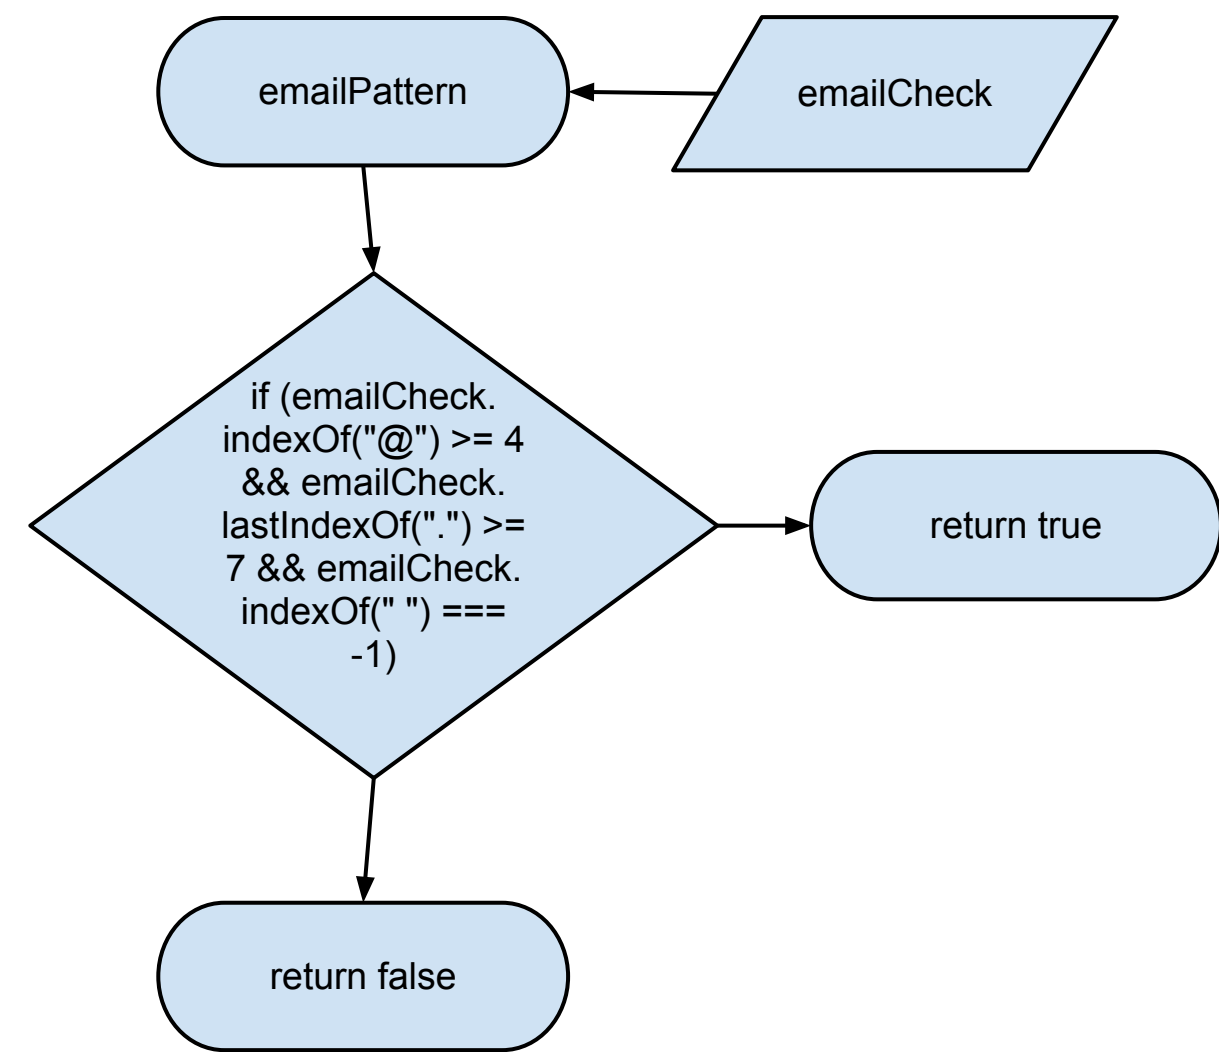 emailPattern
emailCheck
if (emailCheck.
indexOf("@") >= 4
&& emailCheck.
lastIndexOf(".") >=
7 && emailCheck.
indexOf(" ") ===
-1)
return true
return false